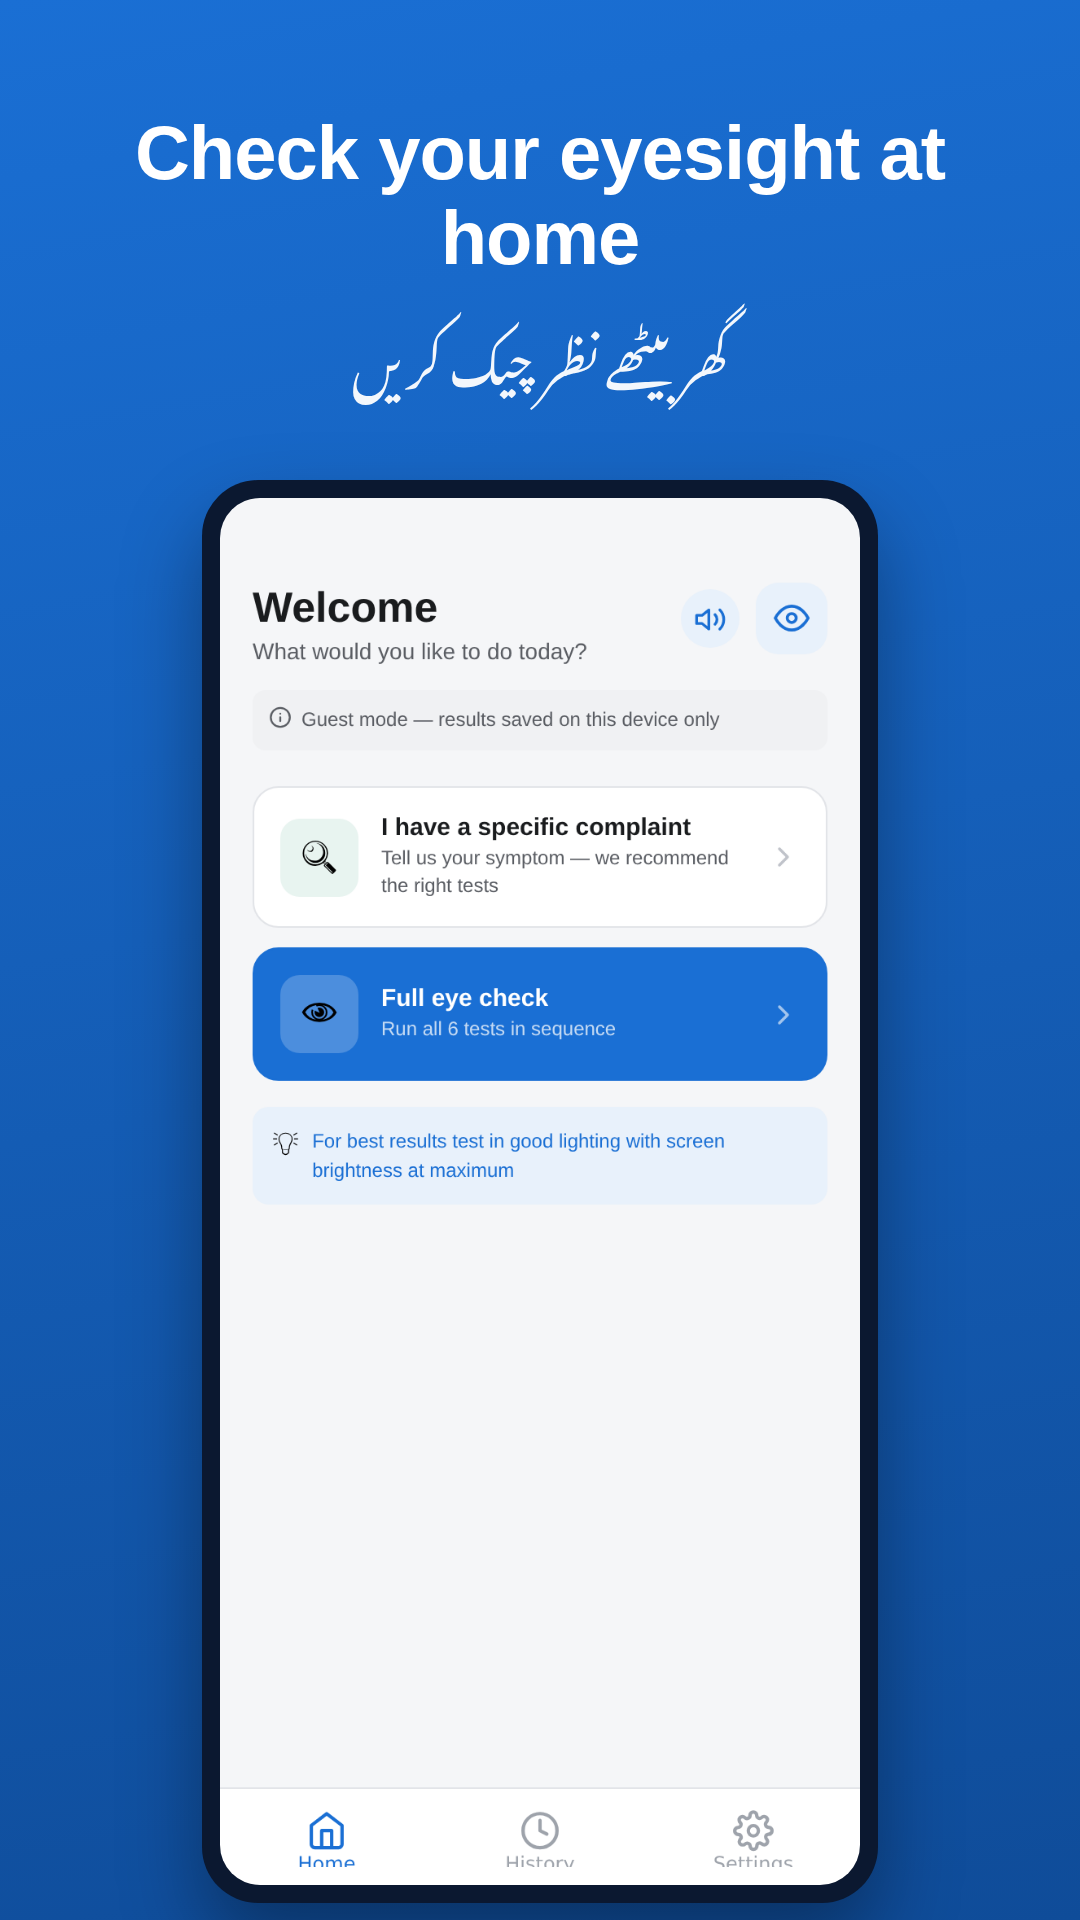 Check your eyesight at
home
گھر بیٹھے نظر چیک کریں
Welcome
What would you like to do today?
Guest mode — results saved on this device only
I have a specific complaint
Tell us your symptom — we recommend
the right tests
Full eye check
Run all 6 tests in sequence
For best results test in good lighting with screen
brightness at maximum
Home
History
Settings